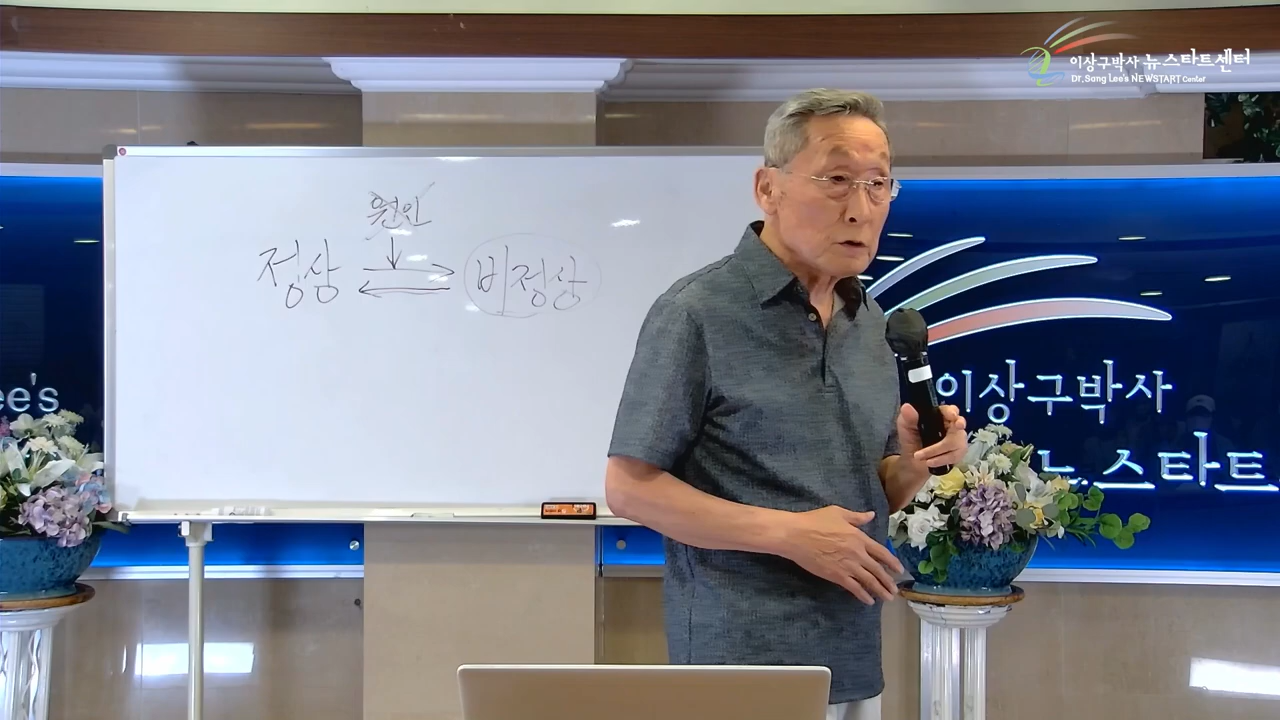 이상구박사 뉴스타트센터
Dr. Sang Lee's NEWSTART Center
원인
정상 비정상
ee's
이상구박사
뉴스타트